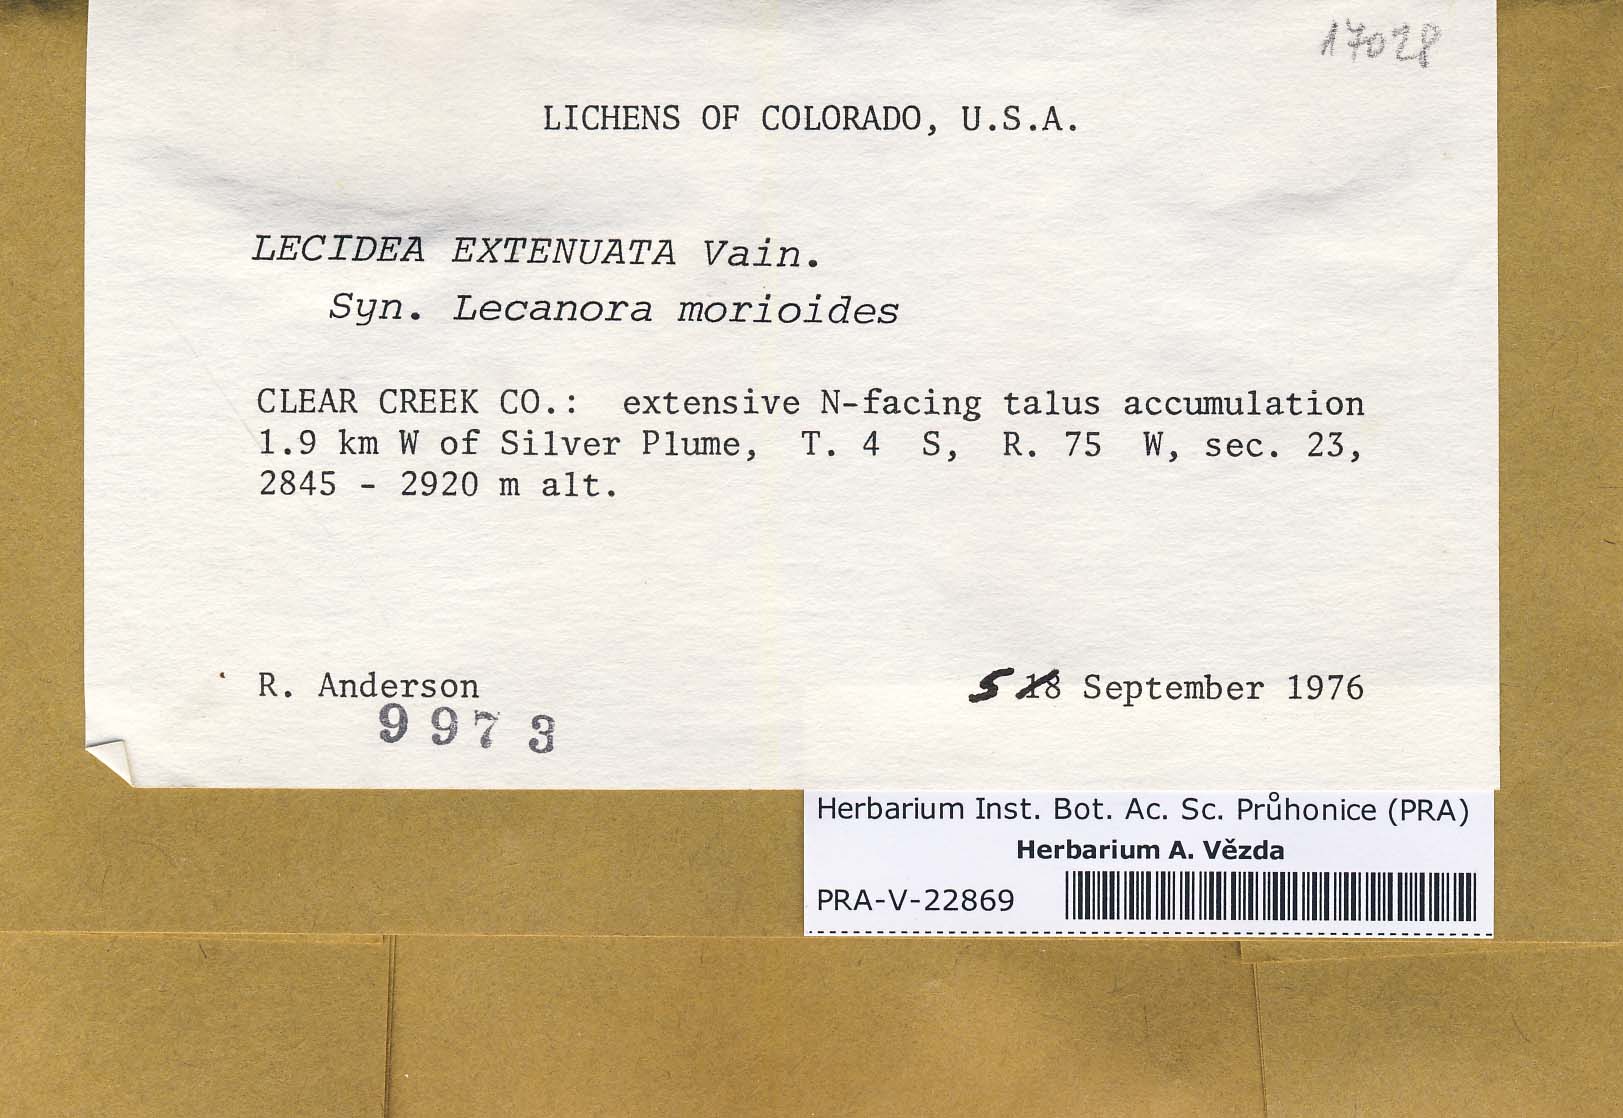 17028
LICHENS OF COLORADO, U.S.A.
LECIDEA EXTENUATA Vain.
Syn. Lecanora morioides
CLEAR CREEK CO.: extensive N-facing talus accumulation
1.9 km W of Silver Plume, T. 4 S, R. 75 W, sec. 23,
2845 - 2920 m alt.
R. Anderson
5 18 September 1976
9973
Herbarium Inst. Bot. Ac. Sc. Průhonice (PRA)
Herbarium A. Vězda
PRA-V-22869